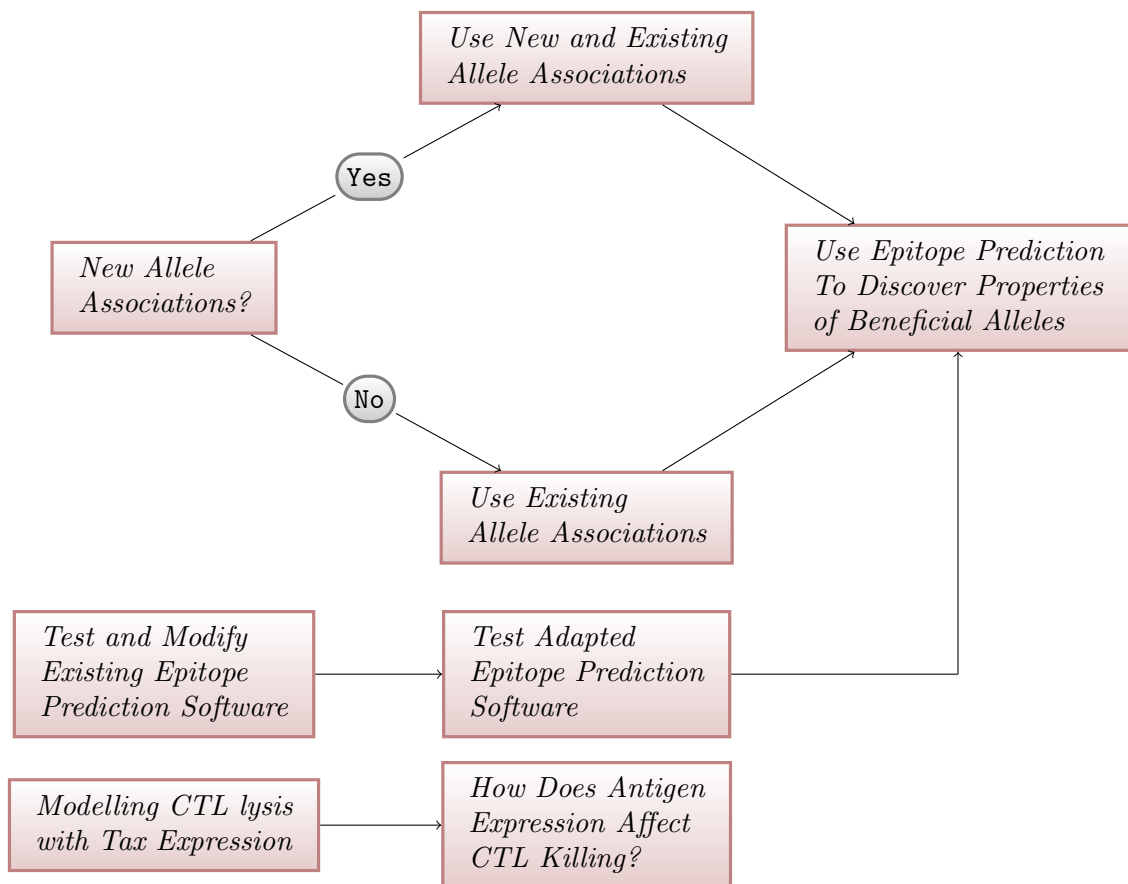 Use New and Existing
Allele Associations
Yes
New Allele
Associations?
Use Epitope Prediction
To Discover Properties
of Beneficial Alleles
No
Use Existing
Allele Associations
Test and Modify
Existing Epitope
Prediction Software
Test Adapted
Epitope Prediction
Software
Modelling CTL lysis
with Tax Expression
How Does Antigen
Expression Affect
CTL Killing?